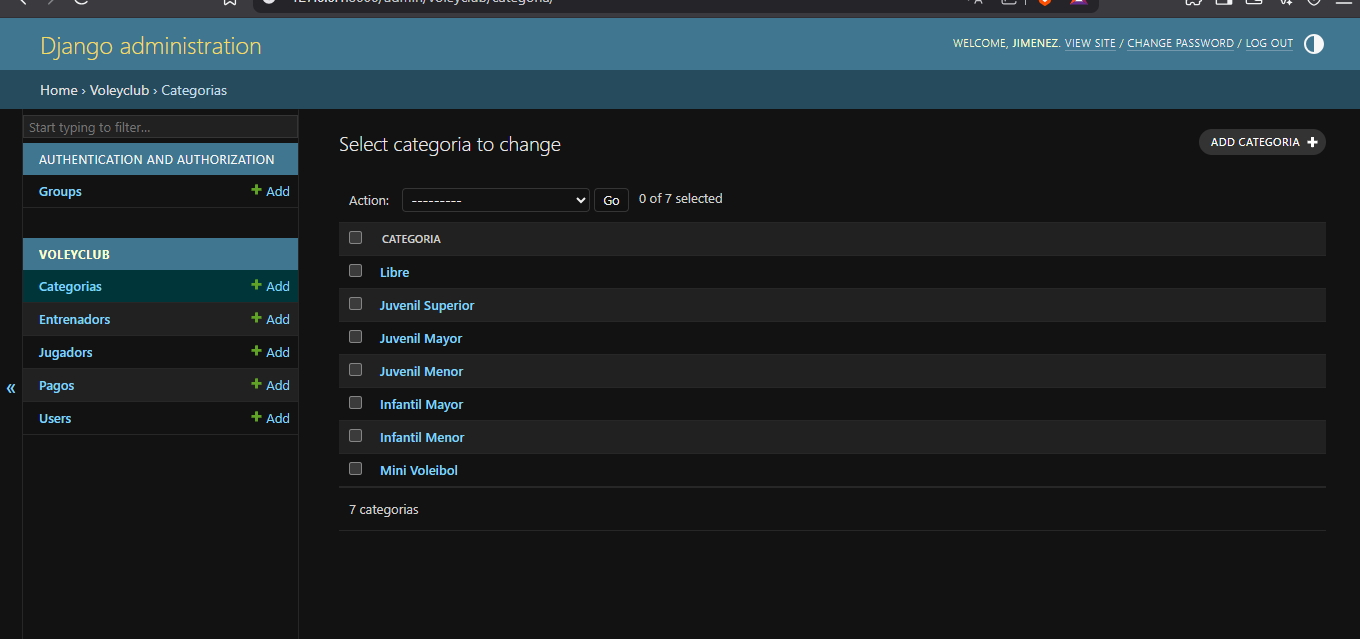 Django administration
WELCOME, JIMENEZ. VIEW SITE / CHANGE PASSWORD / LOG OUT
Home › Voleyclub › Categorias
Start typing to filter...
AUTHENTICATION AND AUTHORIZATION
Groups + Add
VOLEYCLUB
Categorias + Add
Entrenadors + Add
Jugadors + Add
Pagos + Add
Users + Add
«
Select categoria to change
ADD CATEGORIA +
Action: --------- Go 0 of 7 selected
CATEGORIA
Libre
Juvenil Superior
Juvenil Mayor
Juvenil Menor
Infantil Mayor
Infantil Menor
Mini Voleibol
7 categorias